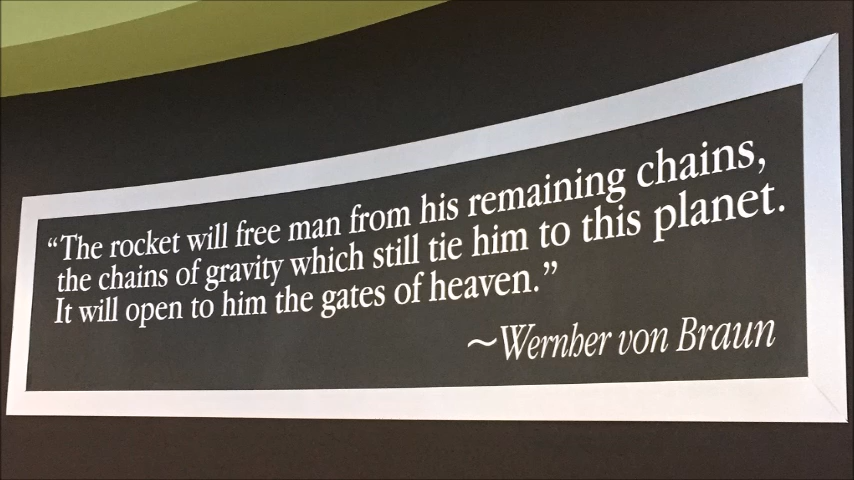 “The rocket will free man from his remaining chains,
the chains of gravity which still tie him to this planet.
It will open to him the gates of heaven.”
~Wernher von Braun